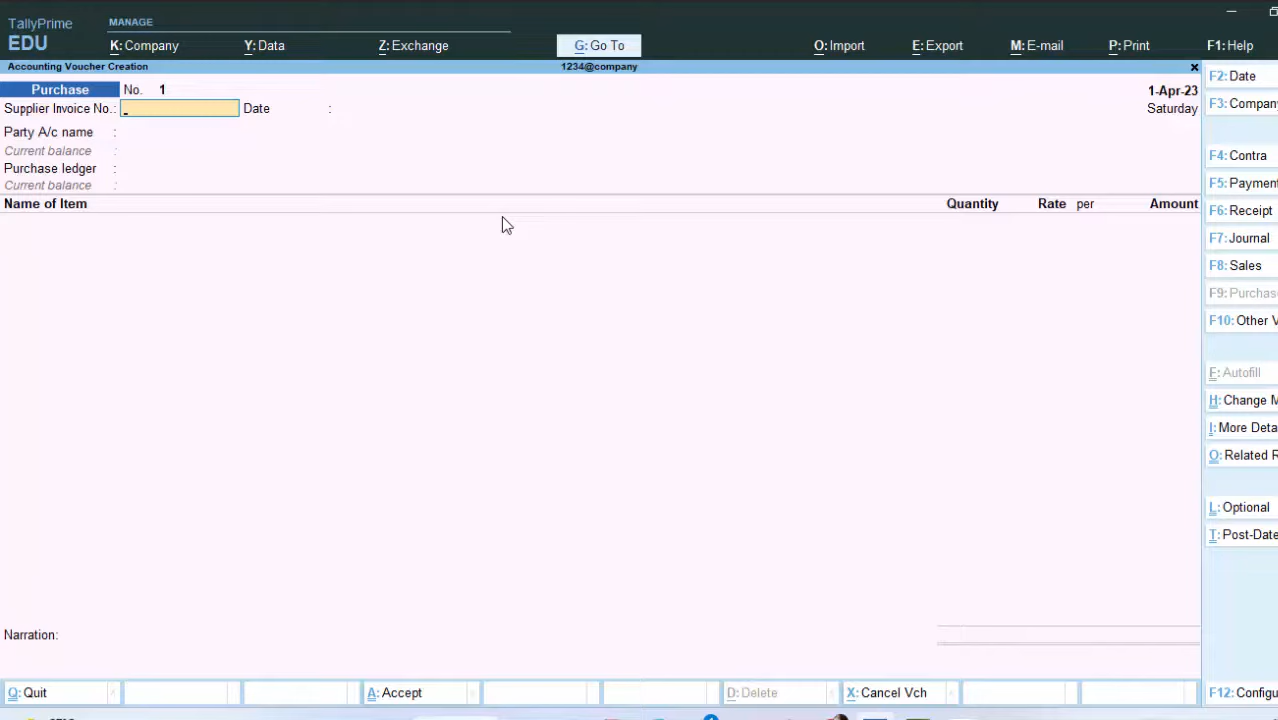 TallyPrime
EDU
MANAGE
K: Company
Y: Data
Z: Exchange
G: Go To
O: Import
E: Export
M: E-mail
P: Print
F1: Help
Accounting Voucher Creation
1234@company
Purchase No. 1
1-Apr-23
Supplier Invoice No.: Date :
Saturday
Party A/c name :
Current balance :
Purchase ledger :
Current balance :
Name of Item Quantity Rate per Amount
Narration:
Q: Quit
A: Accept
D: Delete
X: Cancel Vch
F2: Date
F3: Company
F4: Contra
F5: Payment
F6: Receipt
F7: Journal
F8: Sales
F9: Purchas
F10: Other V
F: Autofill
H: Change M
I: More Deta
O: Related R
L: Optional
T: Post-Date
F12: Configu